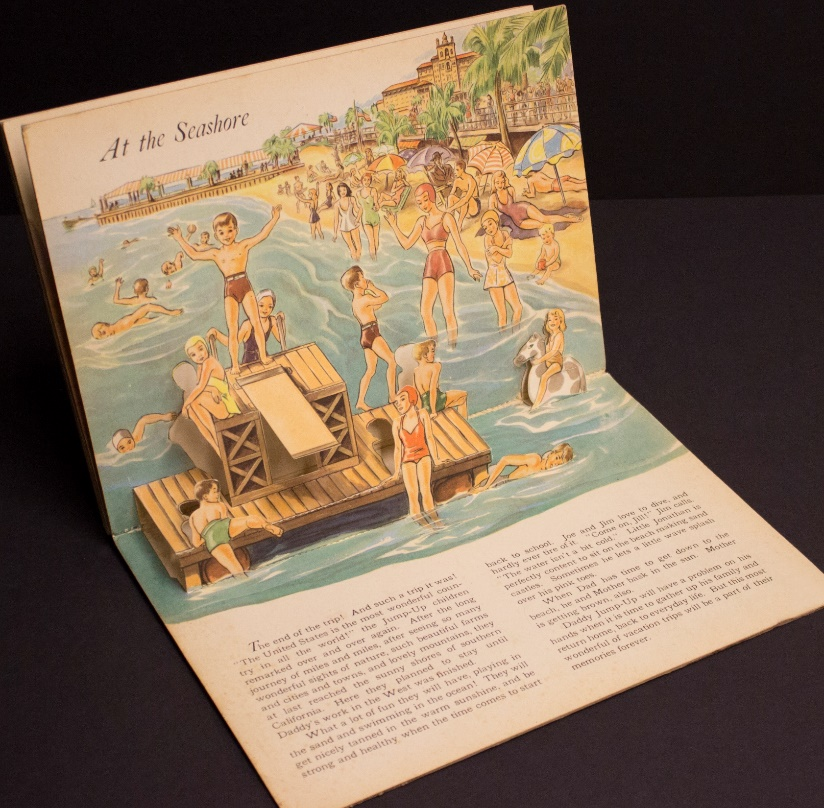 At the Seashore
The end of the trip! And such a trip it was!
"The United States is the most wonderful coun-
try in all the world!" the Jump-Up children
remarked over and over again. After the long
journey of miles and miles, after seeing so many
wonderful sights of nature, such beautiful farms
and cities and towns, and lovely mountains, they
at last reached the sunny shores of southern
California. Here they planned to stay until
Daddy's work in the West was finished.
What a lot of fun they will have, playing in
the sand and swimming in the ocean! They will
get nicely tanned in the warm sunshine, and be
strong and healthy when the time comes to start
back to school. Joe and Jim love to dive, and
hardly ever tire of it. "Come on, Jill!" Jim calls.
"The water isn't a bit cold." Little Jonathan is
perfectly content to sit on the beach making sand
castles. Sometimes he lets a little wave splash
over his pink toes.
When Dad has time to get down to the
beach, he and Mother bask in the sun. Mother
is getting brown, also.
Daddy Jump-Up will have a problem on his
hands when it is time to gather up his family and
return home, back to everyday life. But this most
wonderful of vacation trips will be a part of their
memories forever.